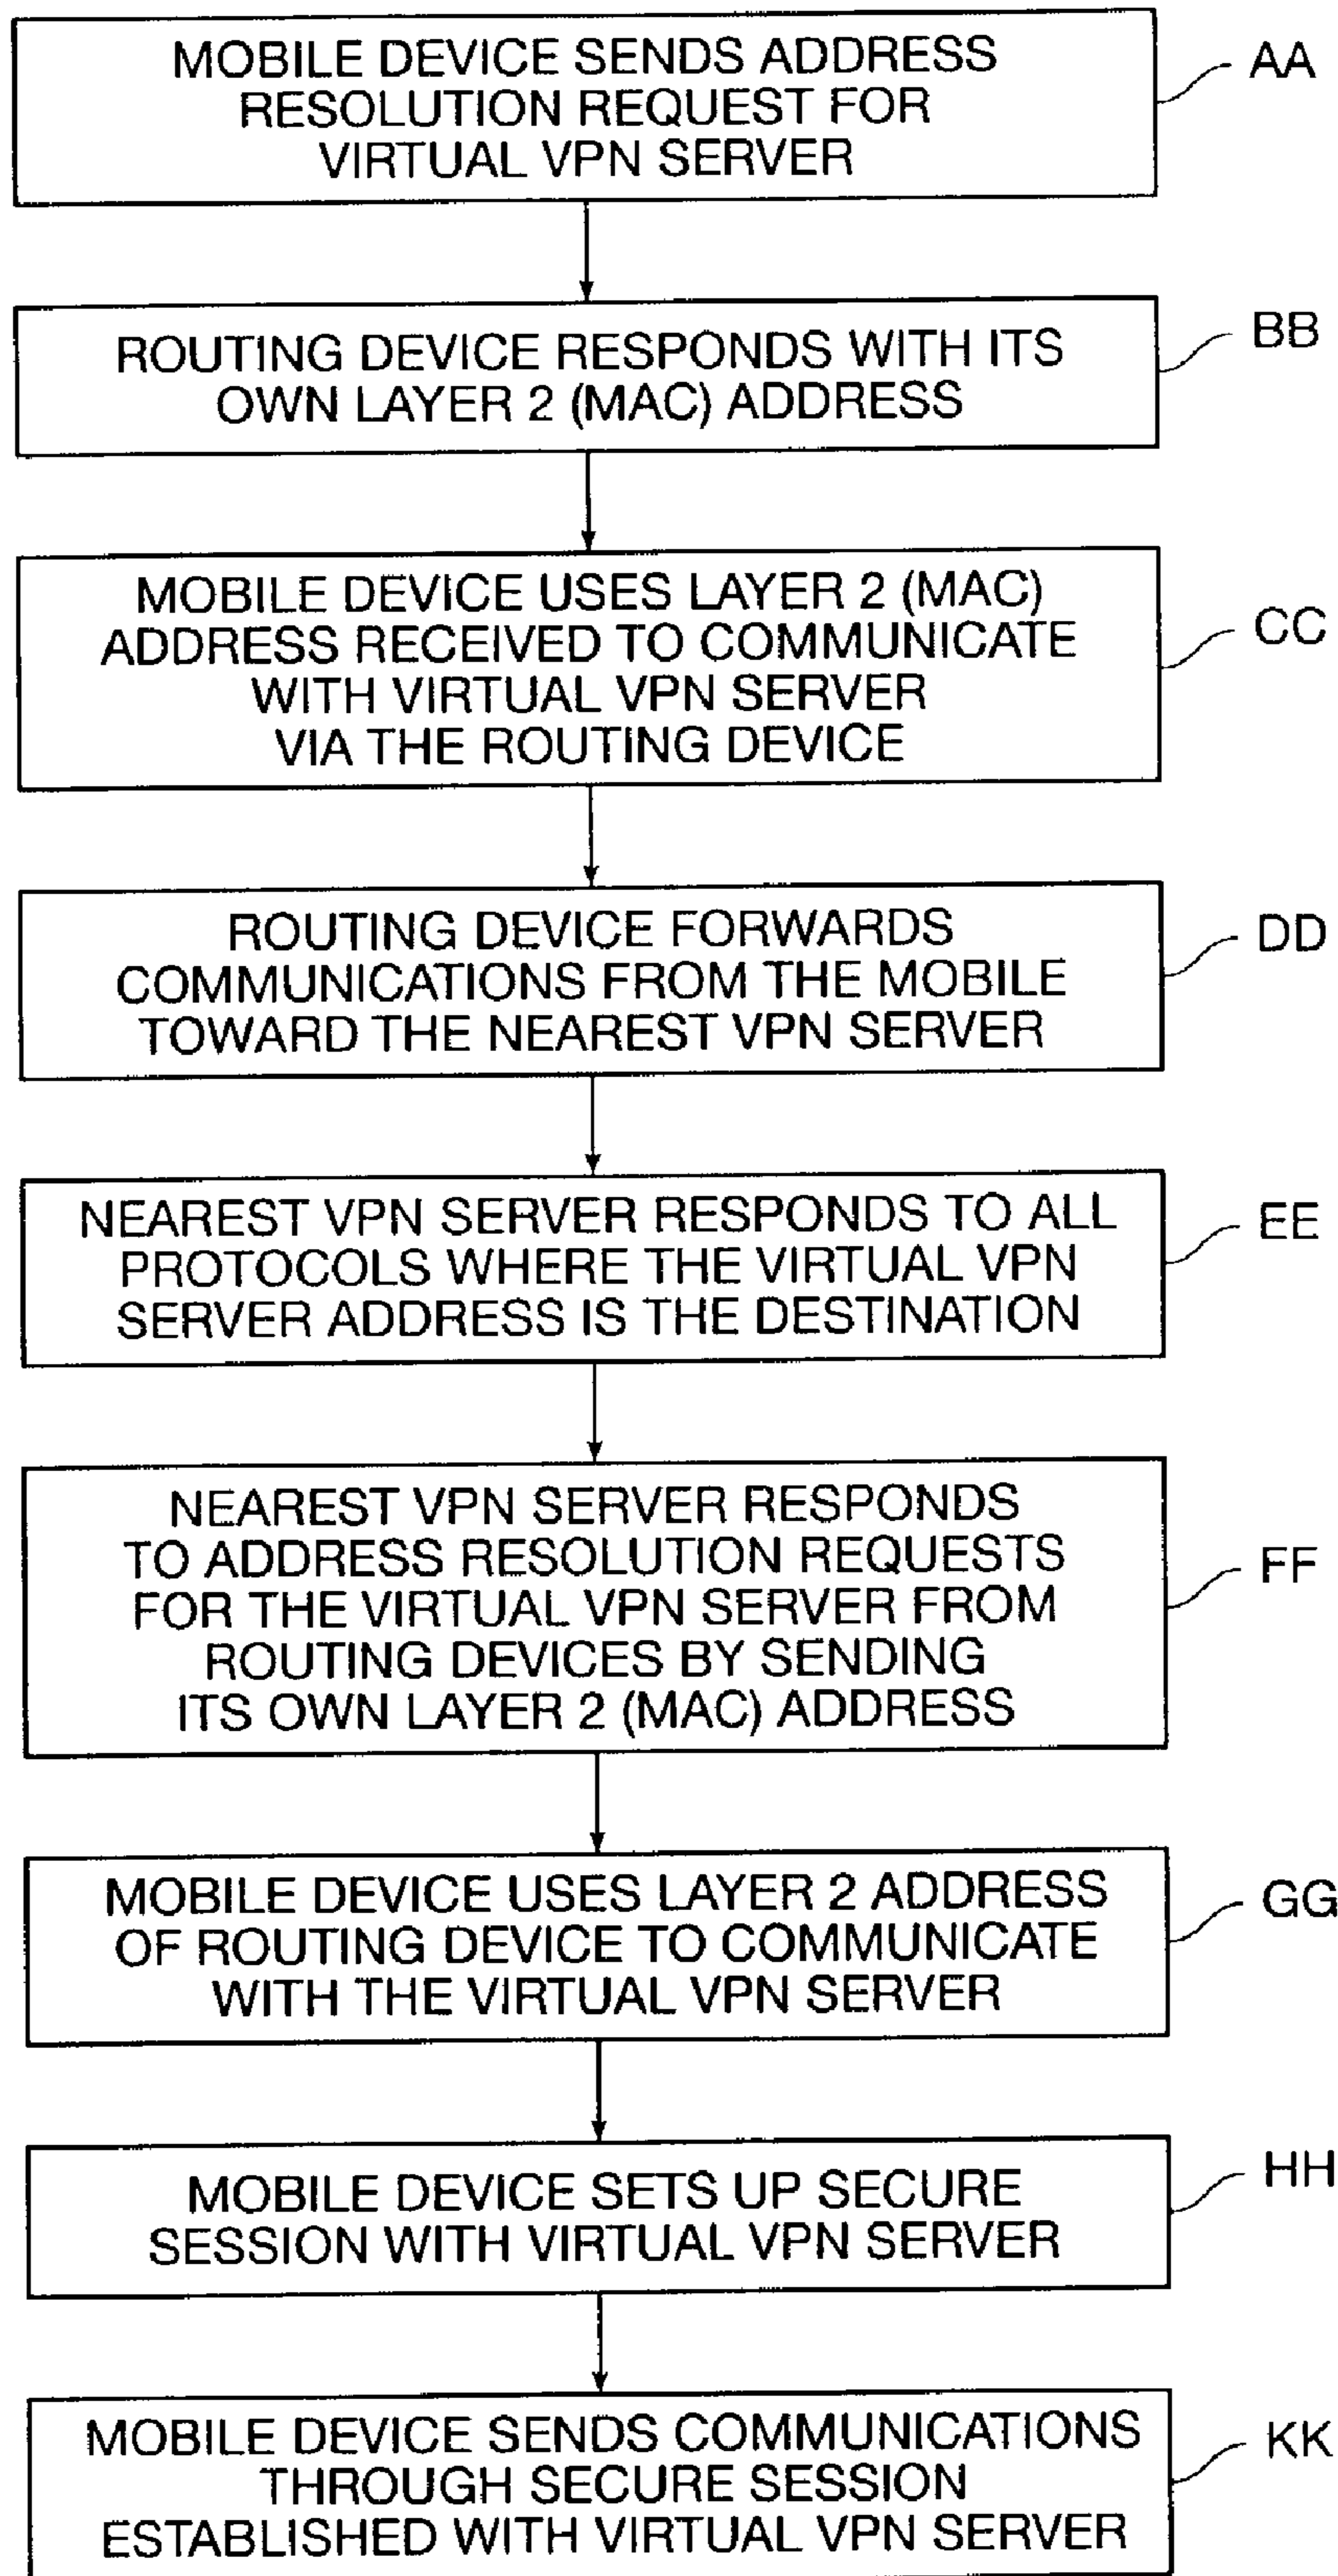 MOBILE DEVICE SENDS ADDRESS
RESOLUTION REQUEST FOR
VIRTUAL VPN SERVER
AA
ROUTING DEVICE RESPONDS WITH ITS
OWN LAYER 2 (MAC) ADDRESS
BB
MOBILE DEVICE USES LAYER 2 (MAC)
ADDRESS RECEIVED TO COMMUNICATE
WITH VIRTUAL VPN SERVER
VIA THE ROUTING DEVICE
CC
ROUTING DEVICE FORWARDS
COMMUNICATIONS FROM THE MOBILE
TOWARD THE NEAREST VPN SERVER
DD
NEAREST VPN SERVER RESPONDS TO ALL
PROTOCOLS WHERE THE VIRTUAL VPN
SERVER ADDRESS IS THE DESTINATION
EE
NEAREST VPN SERVER RESPONDS
TO ADDRESS RESOLUTION REQUESTS
FOR THE VIRTUAL VPN SERVER FROM
ROUTING DEVICES BY SENDING
ITS OWN LAYER 2 (MAC) ADDRESS
FF
MOBILE DEVICE USES LAYER 2 ADDRESS
OF ROUTING DEVICE TO COMMUNICATE
WITH THE VIRTUAL VPN SERVER
GG
MOBILE DEVICE SETS UP SECURE
SESSION WITH VIRTUAL VPN SERVER
HH
MOBILE DEVICE SENDS COMMUNICATIONS
THROUGH SECURE SESSION
ESTABLISHED WITH VIRTUAL VPN SERVER
KK